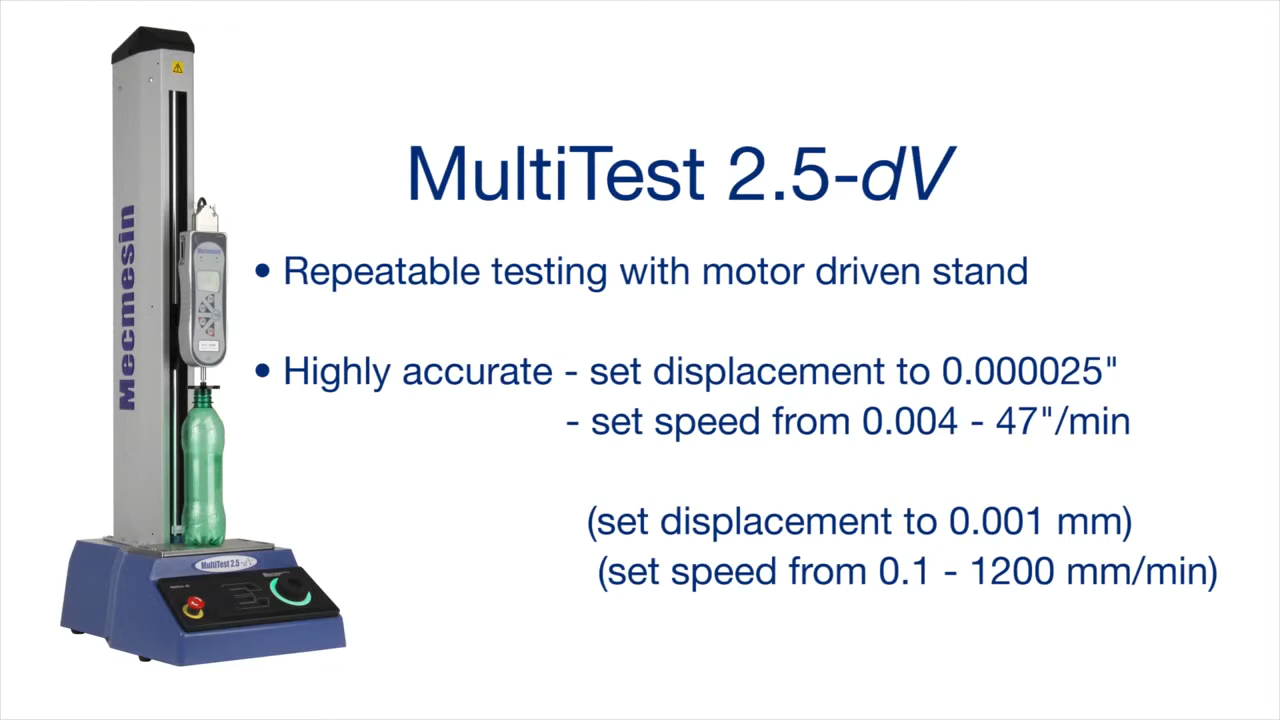 MultiTest 2.5-dV
• Repeatable testing with motor driven stand
• Highly accurate - set displacement to 0.000025"
- set speed from 0.004 - 47"/min
(set displacement to 0.001 mm)
(set speed from 0.1 - 1200 mm/min)
Mecmesin
MultiTest 2.5-dV